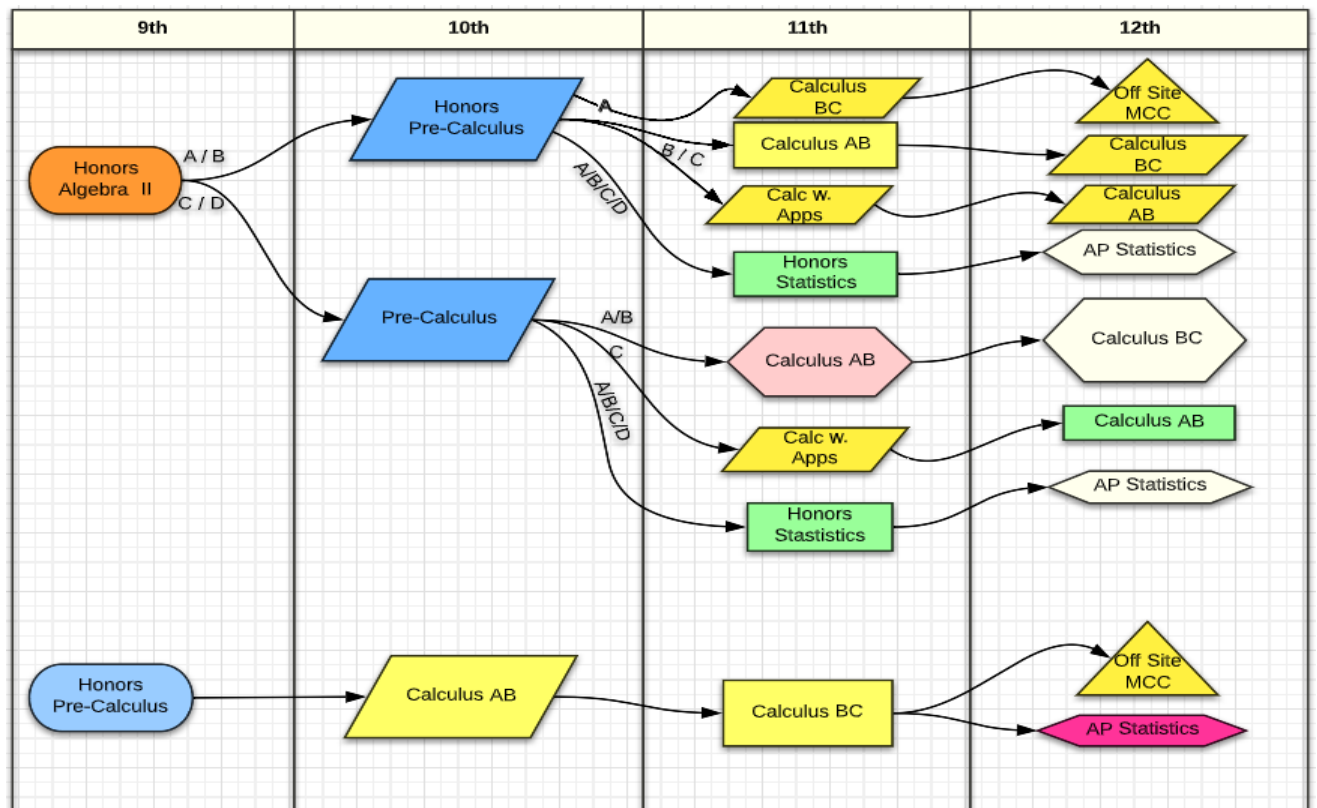 9th
10th
11th
12th
Honors
Algebra II
A / B
C / D
Honors
Pre-Calculus
A
B / C
A/B/C/D
Calculus
BC
Calculus AB
Calc w.
Apps
Honors
Statistics
Off Site
MCC
Calculus
BC
Calculus
AB
AP Statistics
Pre-Calculus
A/B
C
A/B/C/D
Calculus AB
Calc w.
Apps
Honors
Stastistics
Calculus BC
Calculus AB
AP Statistics
Honors
Pre-Calculus
Calculus AB
Calculus BC
Off Site
MCC
AP Statistics